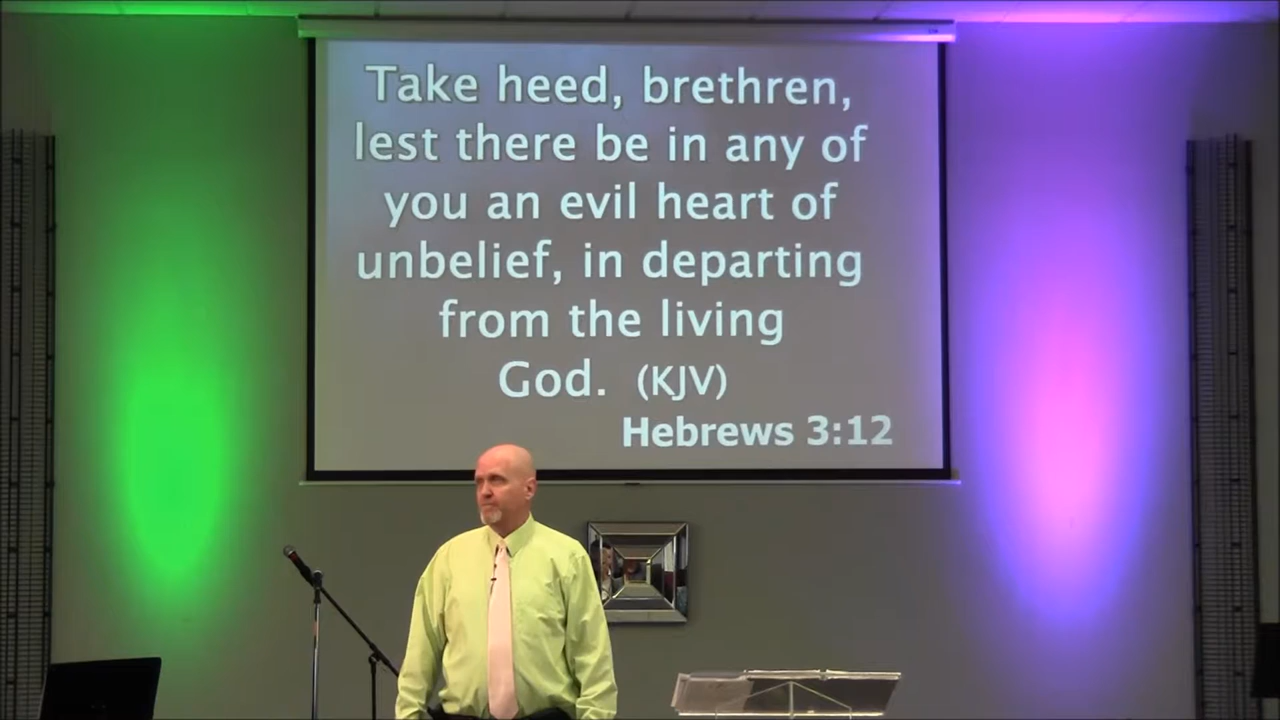 Take heed, brethren,
lest there be in any of
you an evil heart of
unbelief, in departing
from the living
God. (KJV)
Hebrews 3:12